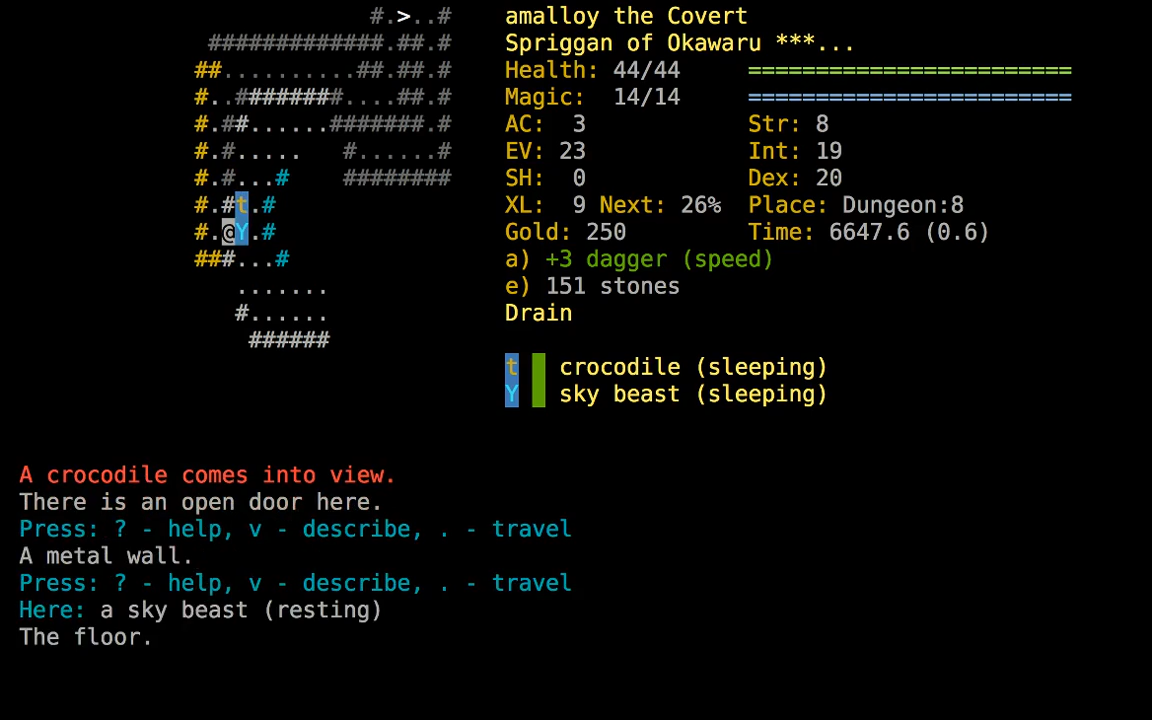 #.>..#
amalloy the Covert
#############.##.#
Spriggan of Okawaru ***...
##..........##.##.#
Health: 44/44 ========================
#..########....##.#
Magic: 14/14 ========================
#.##......#######.#
AC: 3 Str: 8
#.#..... #......#
EV: 23 Int: 19
#.#...# ########
SH: 0 Dex: 20
#.#t.#
XL: 9 Next: 26% Place: Dungeon:8
#.@Y.#
Gold: 250 Time: 6647.6 (0.6)
###...#
a) +3 dagger (speed)
.......
e) 151 stones
#......
Drain
######
t crocodile (sleeping)
Y sky beast (sleeping)
A crocodile comes into view.
There is an open door here.
Press: ? - help, v - describe, . - travel
A metal wall.
Press: ? - help, v - describe, . - travel
Here: a sky beast (resting)
The floor.